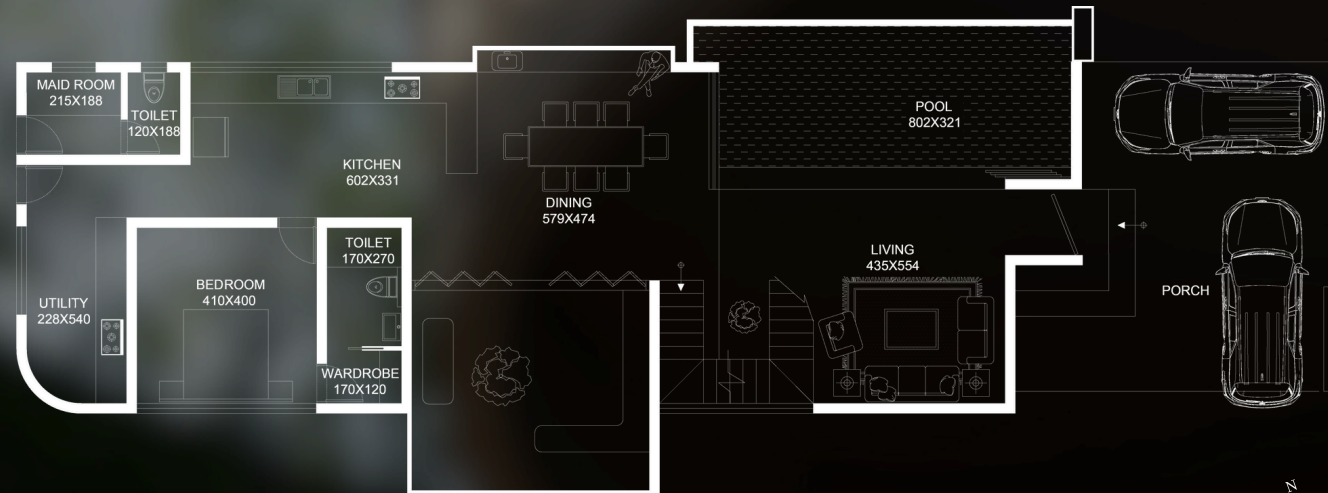 MAID ROOM
215X188
TOILET
120X188
KITCHEN
602X331
DINING
579X474
POOL
802X321
LIVING
435X554
PORCH
TOILET
170X270
BEDROOM
410X400
UTILITY
228X540
WARDROBE
170X120
N